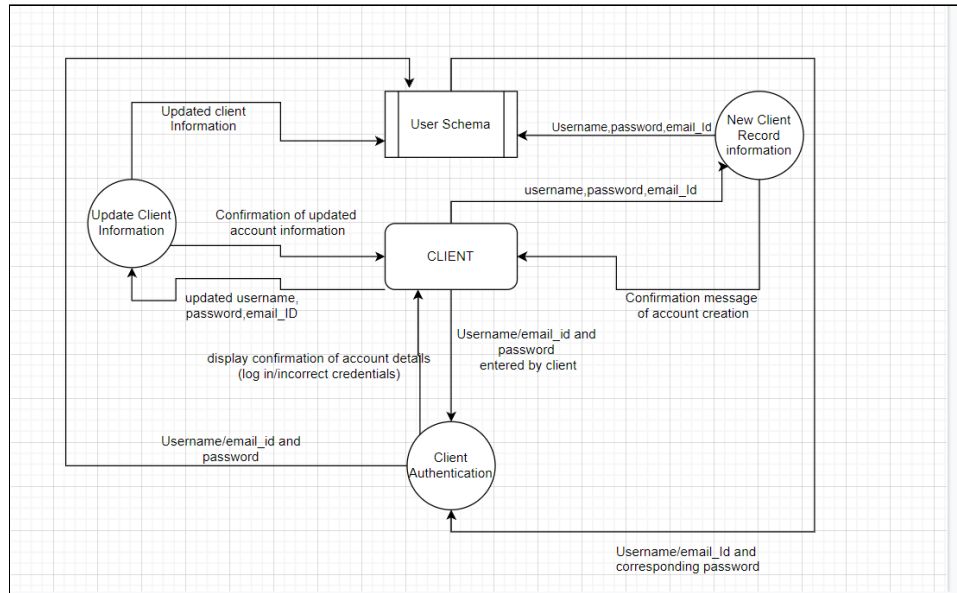 Updated client
Information
User Schema
Username,password,email_Id
New Client
Record
information
username,password,email_Id
Update Client
Information
Confirmation of updated
account information
CLIENT
updated username,
password,email_ID
Confirmation message
of account creation
Username/email_id and
password
entered by client
display confirmation of account details
(log in/incorrect credentials)
Username/email_id and
password
Client
Authentication
Username/email_Id and
corresponding password